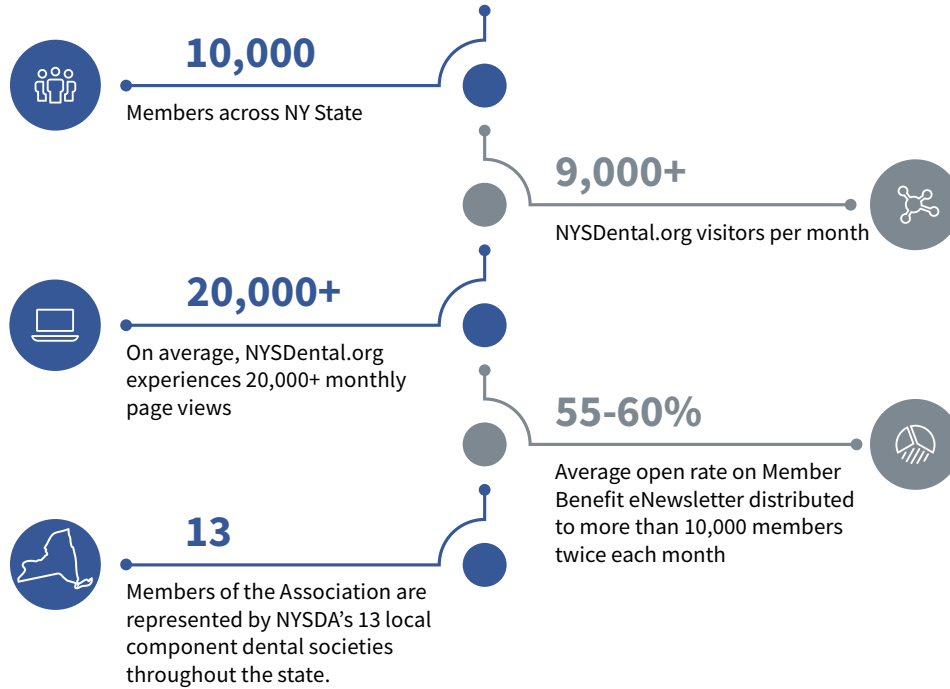 10,000
Members across NY State
9,000+
NYSDental.org visitors per month
20,000+
On average, NYSDental.org
experiences 20,000+ monthly
page views
55-60%
Average open rate on Member
Benefit eNewsletter distributed
to more than 10,000 members
twice each month
13
Members of the Association are
represented by NYSDA’s 13 local
component dental societies
throughout the state.